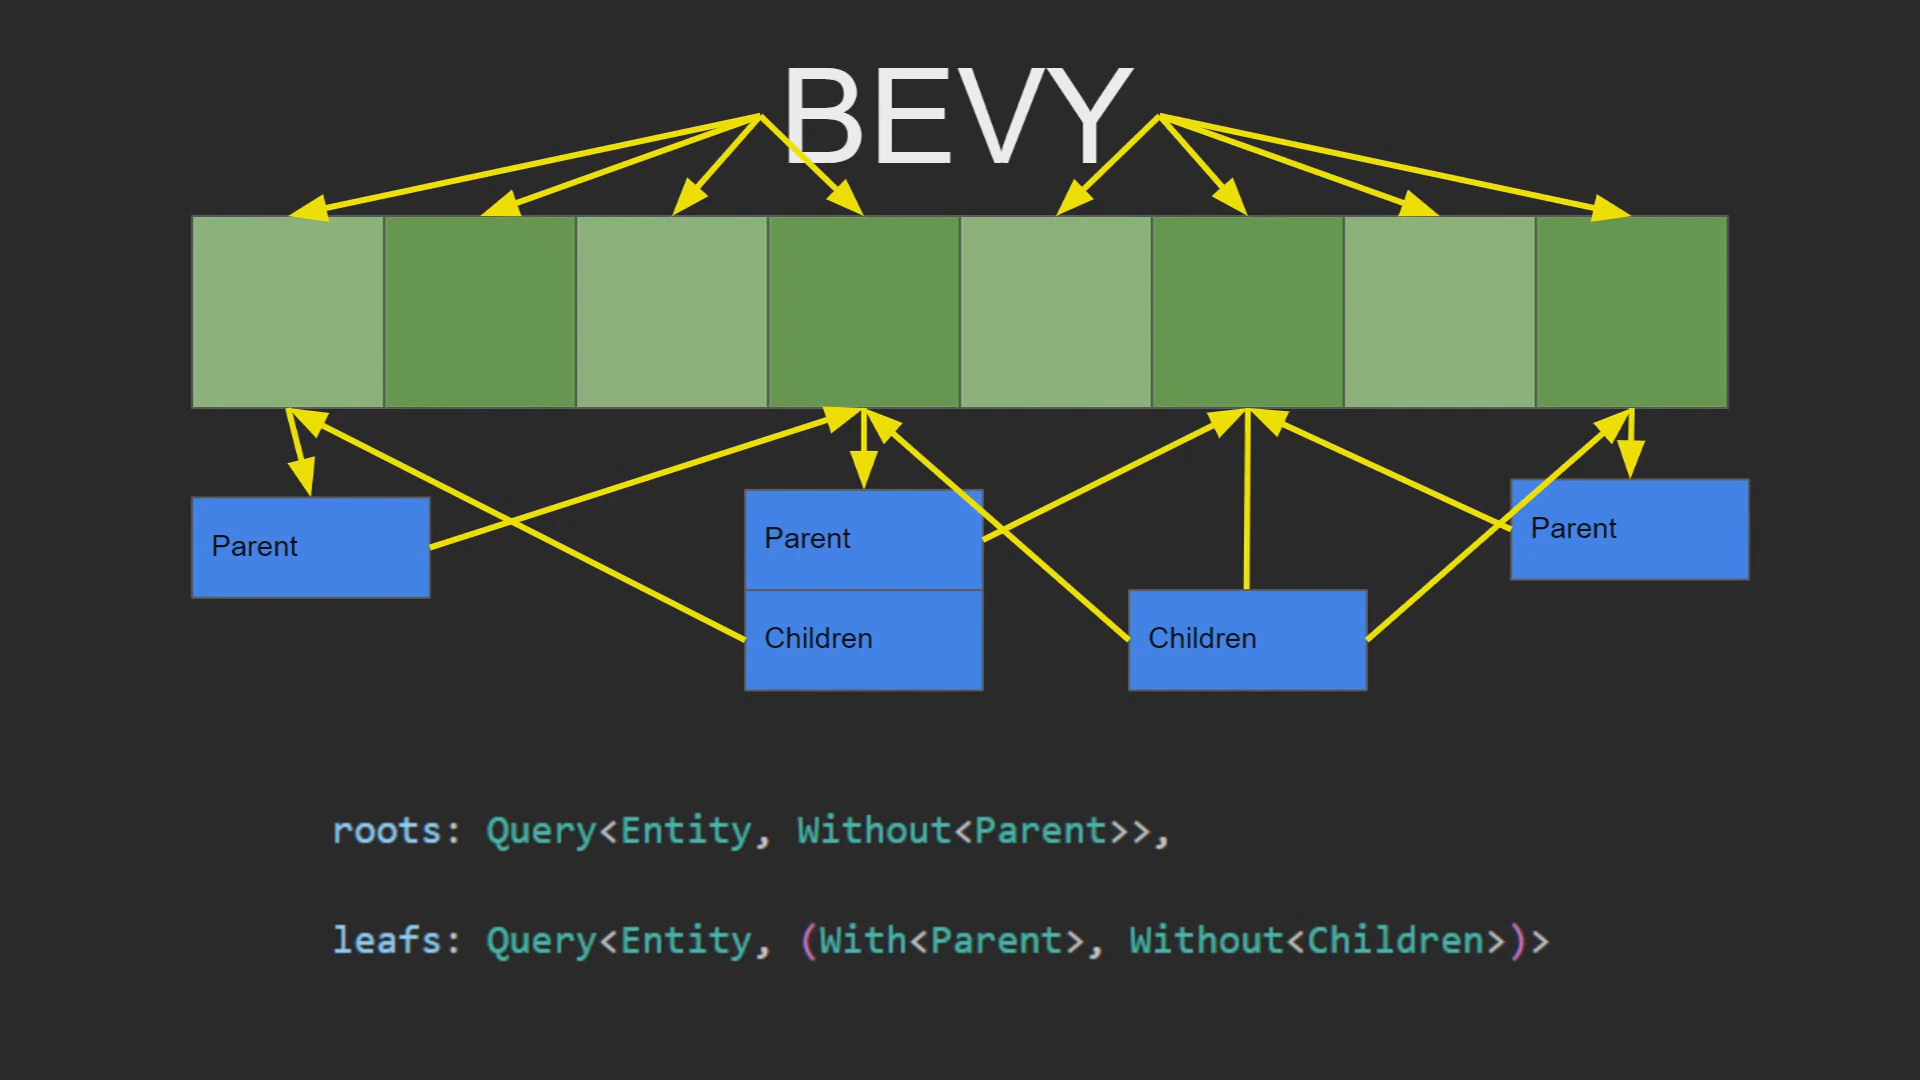 BEVY
Parent
Parent
Parent
Children
Children
roots: Query<Entity, Without<Parent>>,
leafs: Query<Entity, (With<Parent>, Without<Children>)>